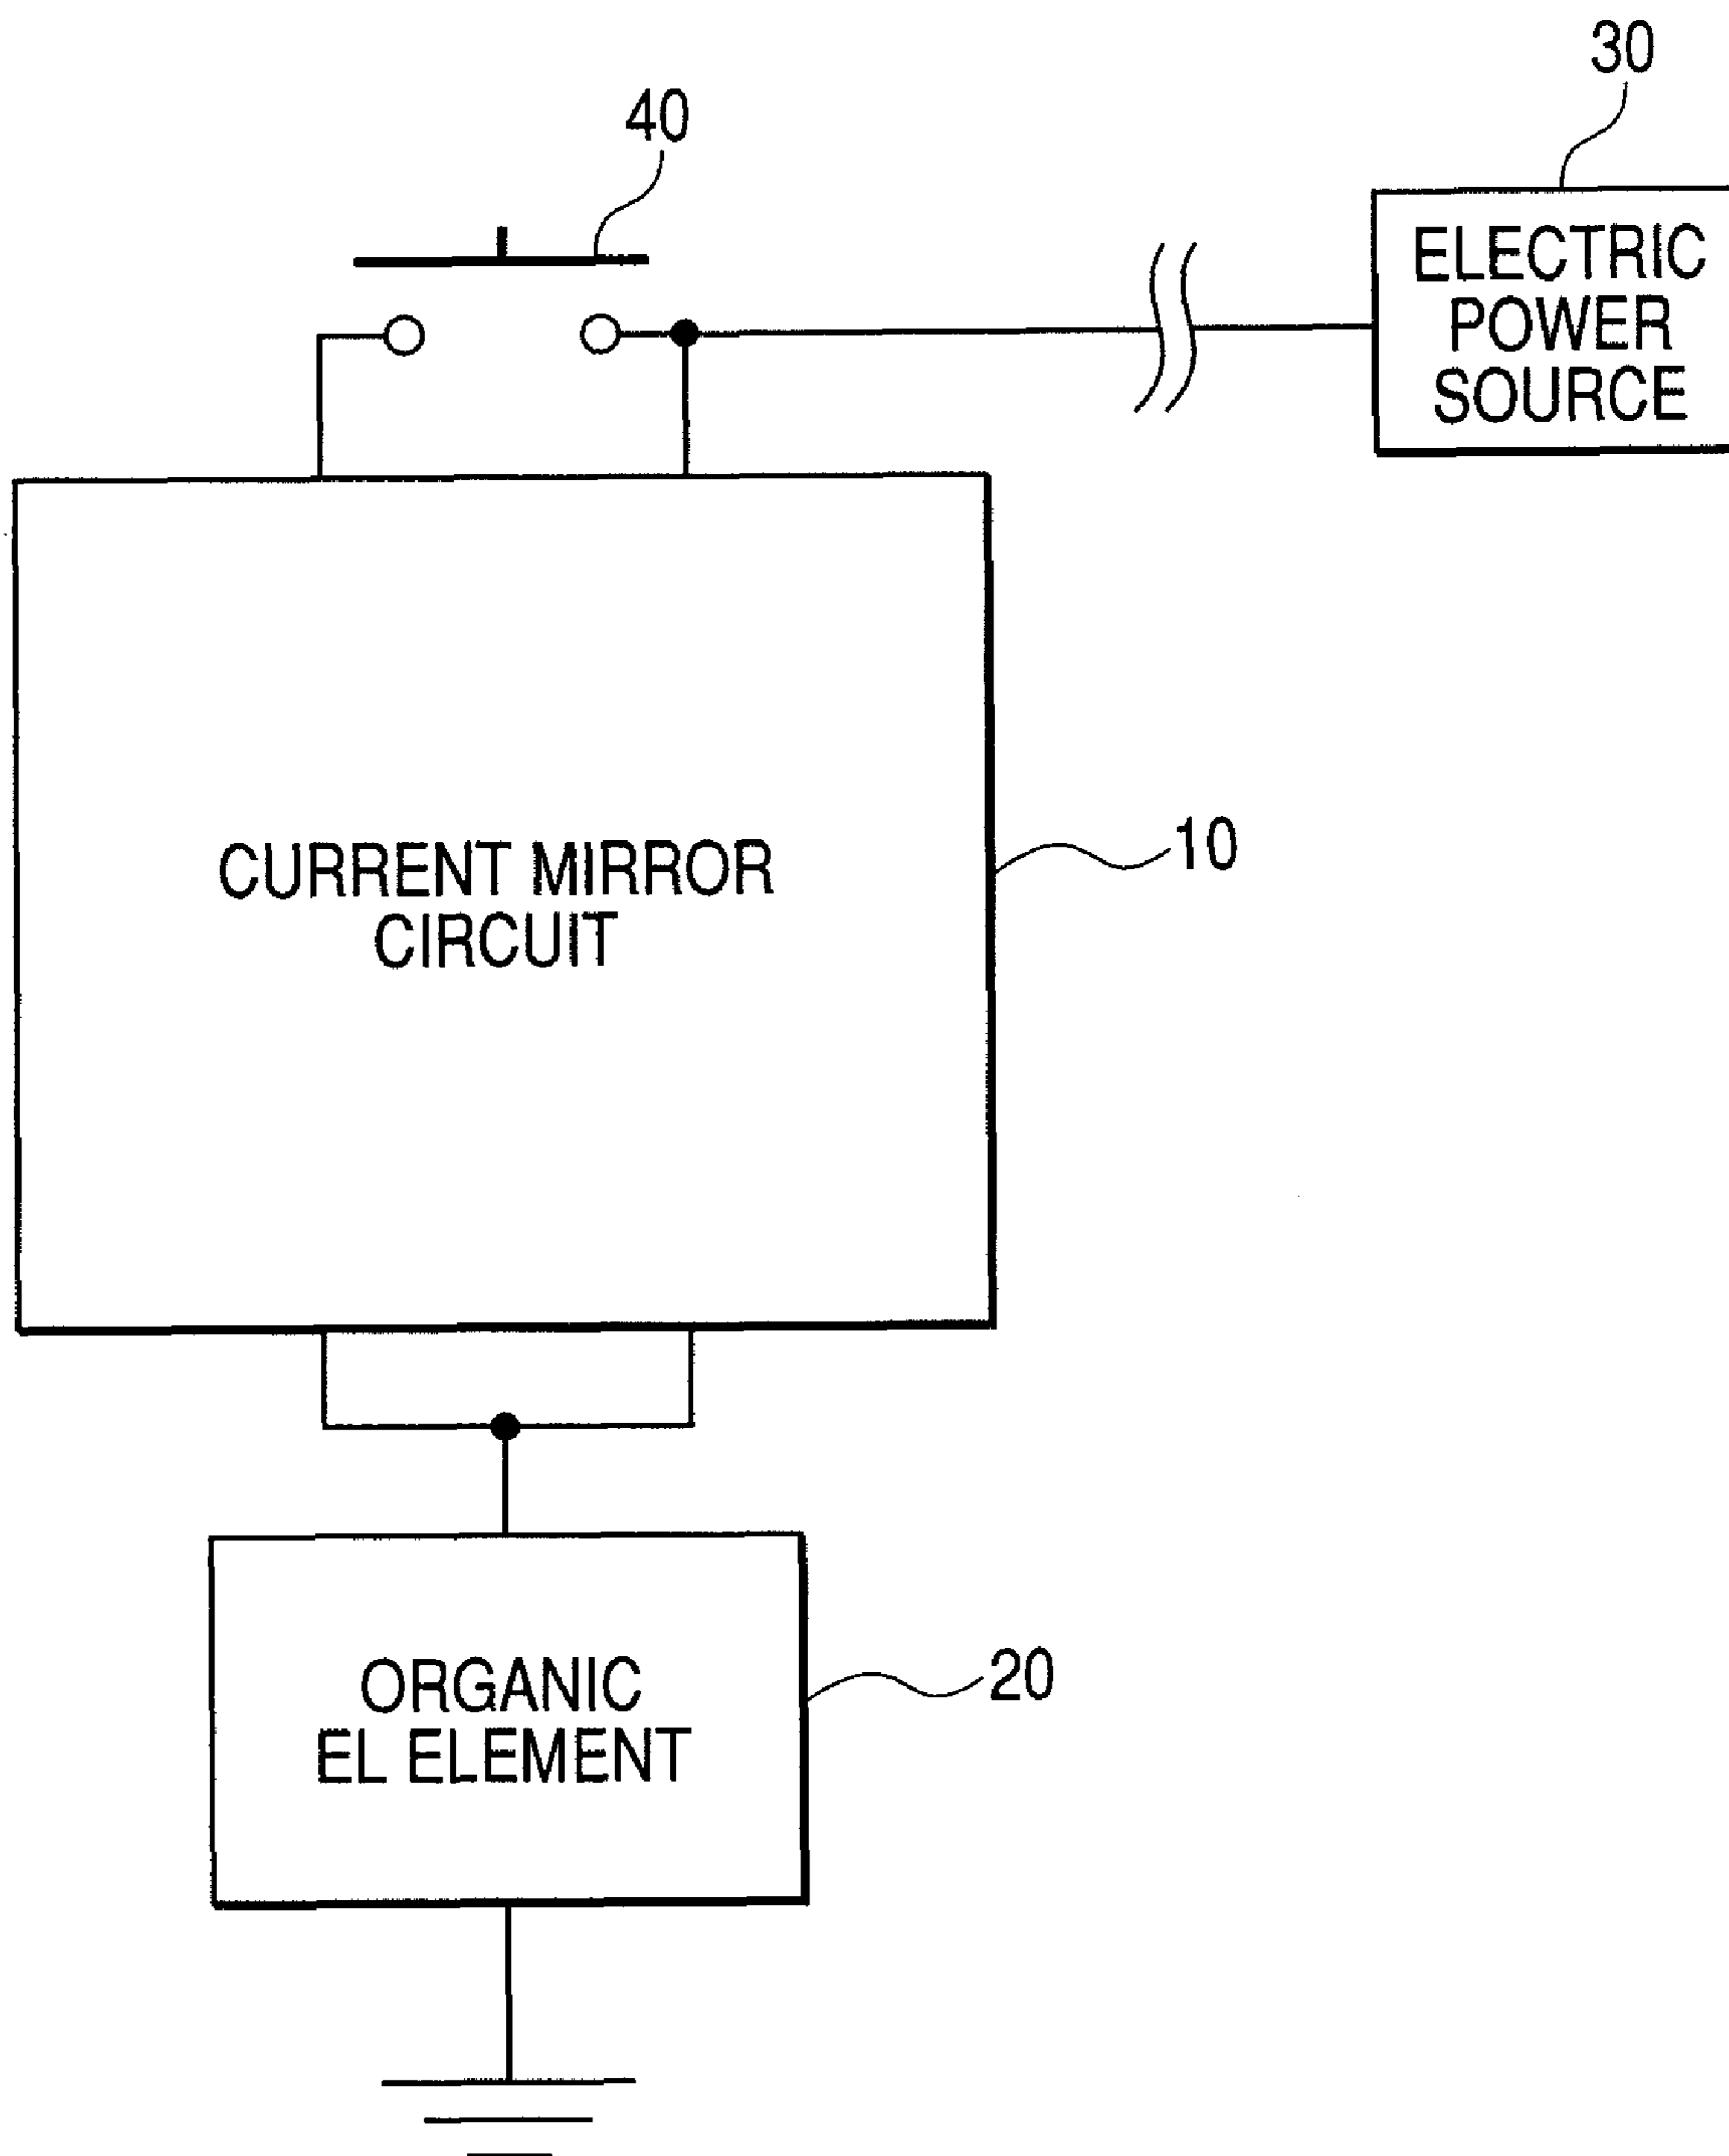 30
40
ELECTRIC
POWER
SOURCE
CURRENT MIRROR
CIRCUIT
10
ORGANIC
EL ELEMENT
20